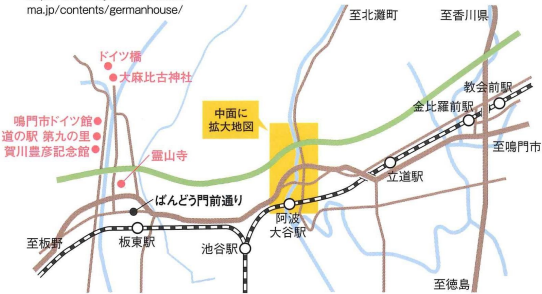 ma.jp/contents/germanhouse/
至北灘町
至香川県
ドイツ橋
大麻比古神社
教会前駅
金比羅前駅
中面に
拡大地図
鳴門市ドイツ館
道の駅 第九の里
賀川豊彦記念館
至鳴門市
霊山寺
立道駅
ばんどう門前通り
阿波
大谷駅
至板野
板東駅
池谷駅
至徳島